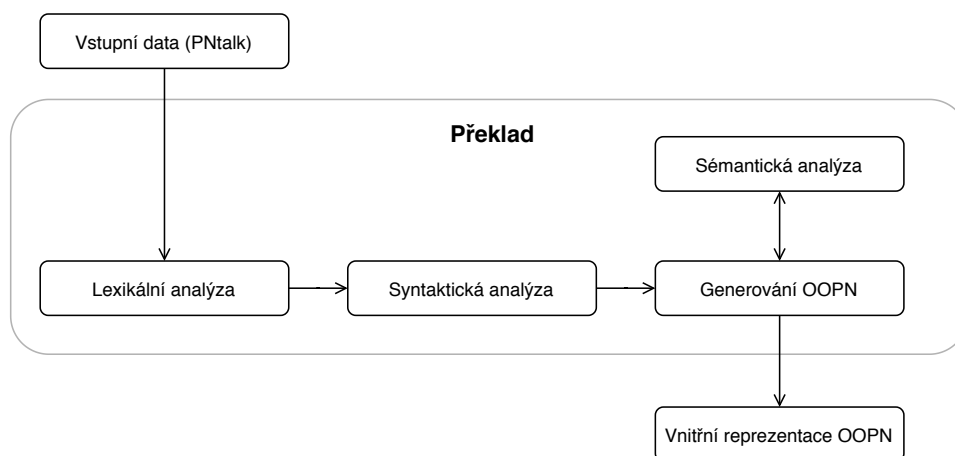 Vstupní data (PNtalk)
Překlad
Sémantická analýza
Lexikální analýza
Syntaktická analýza
Generování OOPN
Vnitřní reprezentace OOPN